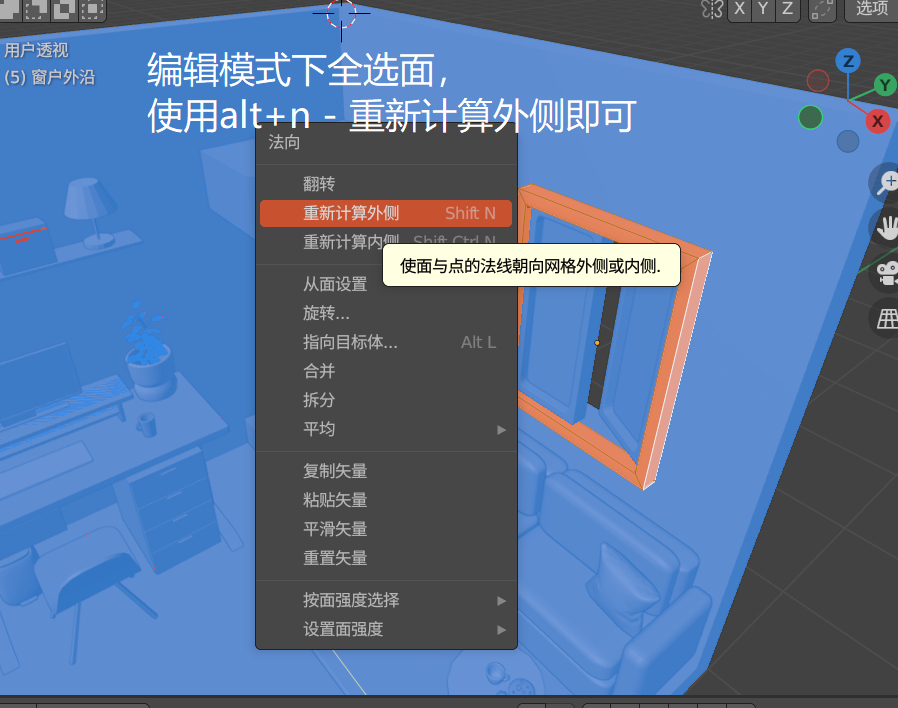 X Y Z
选项
用户透视
(5) 窗户外沿
编辑模式下全选面，
使用alt+n - 重新计算外侧即可
Z
Y
X
法向
翻转
重新计算外侧 Shift N
重新计算内侧 Shift Ctrl N
使面与点的法线朝向网格外侧或内侧.
从面设置
旋转...
指向目标体... Alt L
合并
拆分
平均
复制矢量
粘贴矢量
平滑矢量
重置矢量
按面强度选择
设置面强度